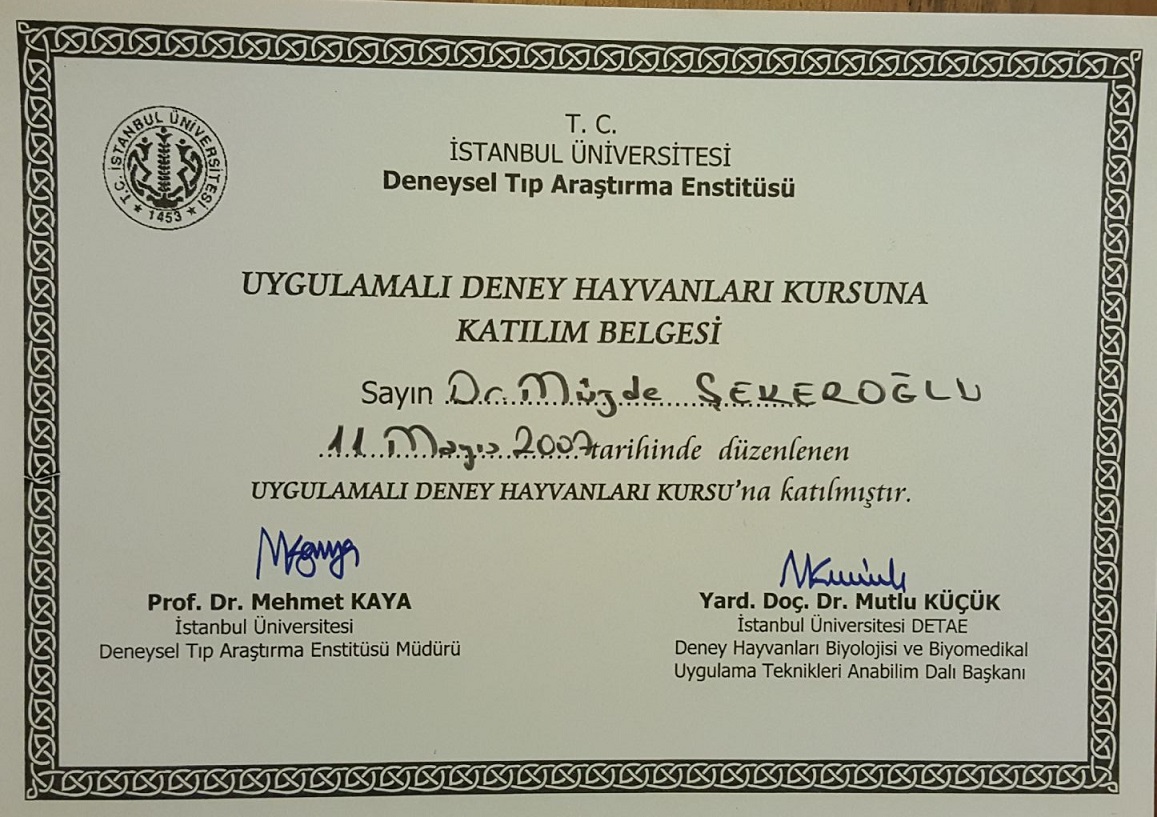 T.C. İSTANBUL ÜNİVERSİTESİ
★ 1453 ★
T. C.
İSTANBUL ÜNİVERSİTESİ
Deneysel Tıp Araştırma Enstitüsü
UYGULAMALI DENEY HAYVANLARI KURSUNA
KATILIM BELGESİ
Sayın Dr. Müzde ŞEKEROĞLU
11 Mayıs 2007 tarihinde düzenlenen
UYGULAMALI DENEY HAYVANLARI KURSU'na katılmıştır.
Prof. Dr. Mehmet KAYA
İstanbul Üniversitesi
Deneysel Tıp Araştırma Enstitüsü Müdürü
Yard. Doç. Dr. Mutlu KÜÇÜK
İstanbul Üniversitesi DETAE
Deney Hayvanları Biyolojisi ve Biyomedikal
Uygulama Teknikleri Anabilim Dalı Başkanı